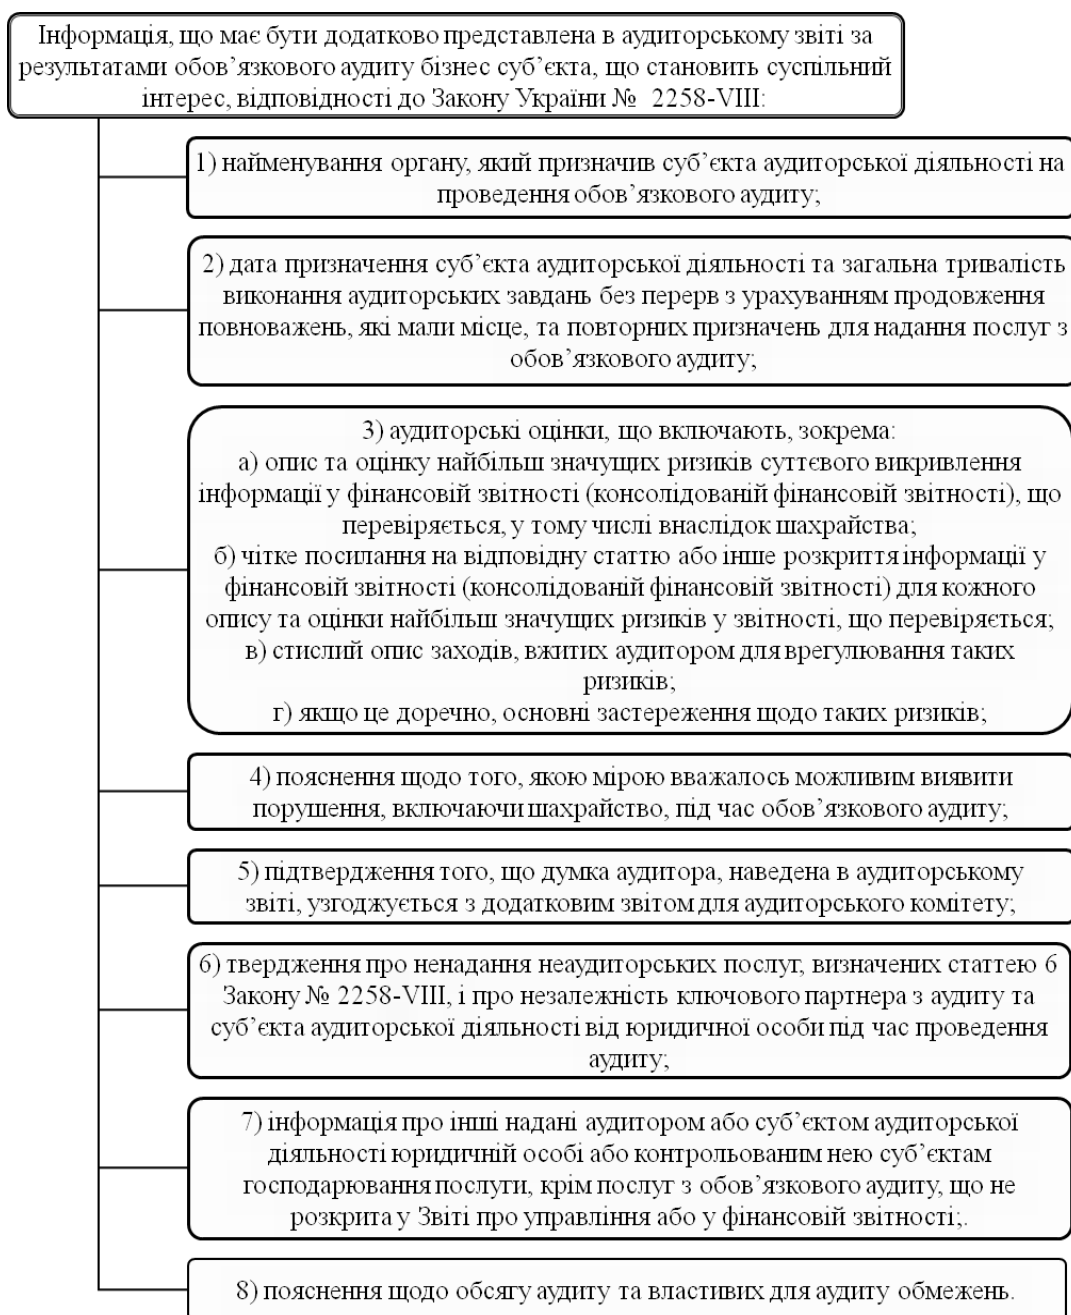 Інформація, що має бути додатково представлена в аудиторському звіті за
результатами обов’язкового аудиту бізнес суб’єкта, що становить суспільний
інтерес, відповідності до Закону України № 2258-VIII:
1) найменування органу, який призначив суб’єкта аудиторської діяльності на
проведення обов’язкового аудиту;
2) дата призначення суб’єкта аудиторської діяльності та загальна тривалість
виконання аудиторських завдань без перерв з урахуванням продовження
повноважень, які мали місце, та повторних призначень для надання послуг з
обов’язкового аудиту;
3) аудиторські оцінки, що включають, зокрема:
а) опис та оцінку найбільш значущих ризиків суттєвого викривлення
інформації у фінансовій звітності (консолідованій фінансовій звітності), що
перевіряється, у тому числі внаслідок шахрайства;
б) чітке посилання на відповідну статтю або інше розкриття інформації у
фінансовій звітності (консолідованій фінансовій звітності) для кожного
опису та оцінки найбільш значущих ризиків у звітності, що перевіряється;
в) стислий опис заходів, вжитих аудитором для врегулювання таких
ризиків;
г) якщо це доречно, основні застереження щодо таких ризиків;
4) пояснення щодо того, якою мірою вважалось можливим виявити
порушення, включаючи шахрайство, під час обов’язкового аудиту;
5) підтвердження того, що думка аудитора, наведена в аудиторському
звіті, узгоджується з додатковим звітом для аудиторського комітету;
6) твердження про ненадання неаудиторських послуг, визначених статтею 6
Закону № 2258-VIII, і про незалежність ключового партнера з аудиту та
суб’єкта аудиторської діяльності від юридичної особи під час проведення
аудиту;
7) інформація про інші надані аудитором або суб’єктом аудиторської
діяльності юридичній особі або контрольованим нею суб’єктам
господарювання послуги, крім послуг з обов’язкового аудиту, що не
розкрита у Звіті про управління або у фінансовій звітності;.
8) пояснення щодо обсягу аудиту та властивих для аудиту обмежень.